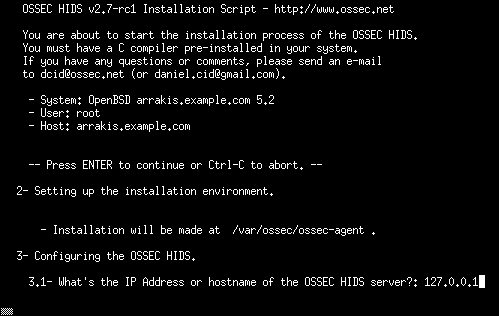 OSSEC HIDS v2.7-rc1 Installation Script - http://www.ossec.net
You are about to start the installation process of the OSSEC HIDS.
You must have a C compiler pre-installed in your system.
If you have any questions or comments, please send an e-mail
to dcid@ossec.net (or daniel.cid@gmail.com).
- System: OpenBSD arrakis.example.com 5.2
- User: root
- Host: arrakis.example.com
-- Press ENTER to continue or Ctrl-C to abort. --
2- Setting up the installation environment.
- Installation will be made at /var/ossec/ossec-agent .
3- Configuring the OSSEC HIDS.
3.1- What's the IP Address or hostname of the OSSEC HIDS server?: 127.0.0.1